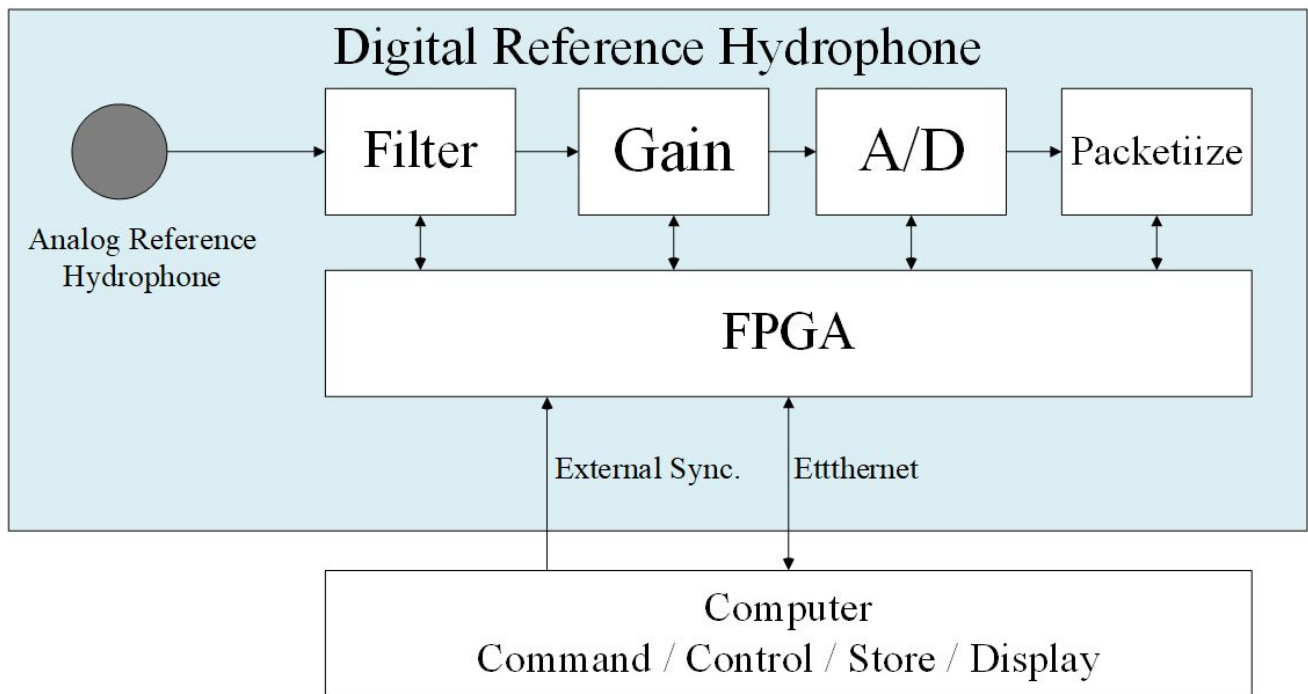 Digital Reference Hydrophone
Filter
Gain
A/D
Packetiize
Analog Reference
Hydrophone
FPGA
External Sync.
Ettthernet
Computer
Command / Control / Store / Display